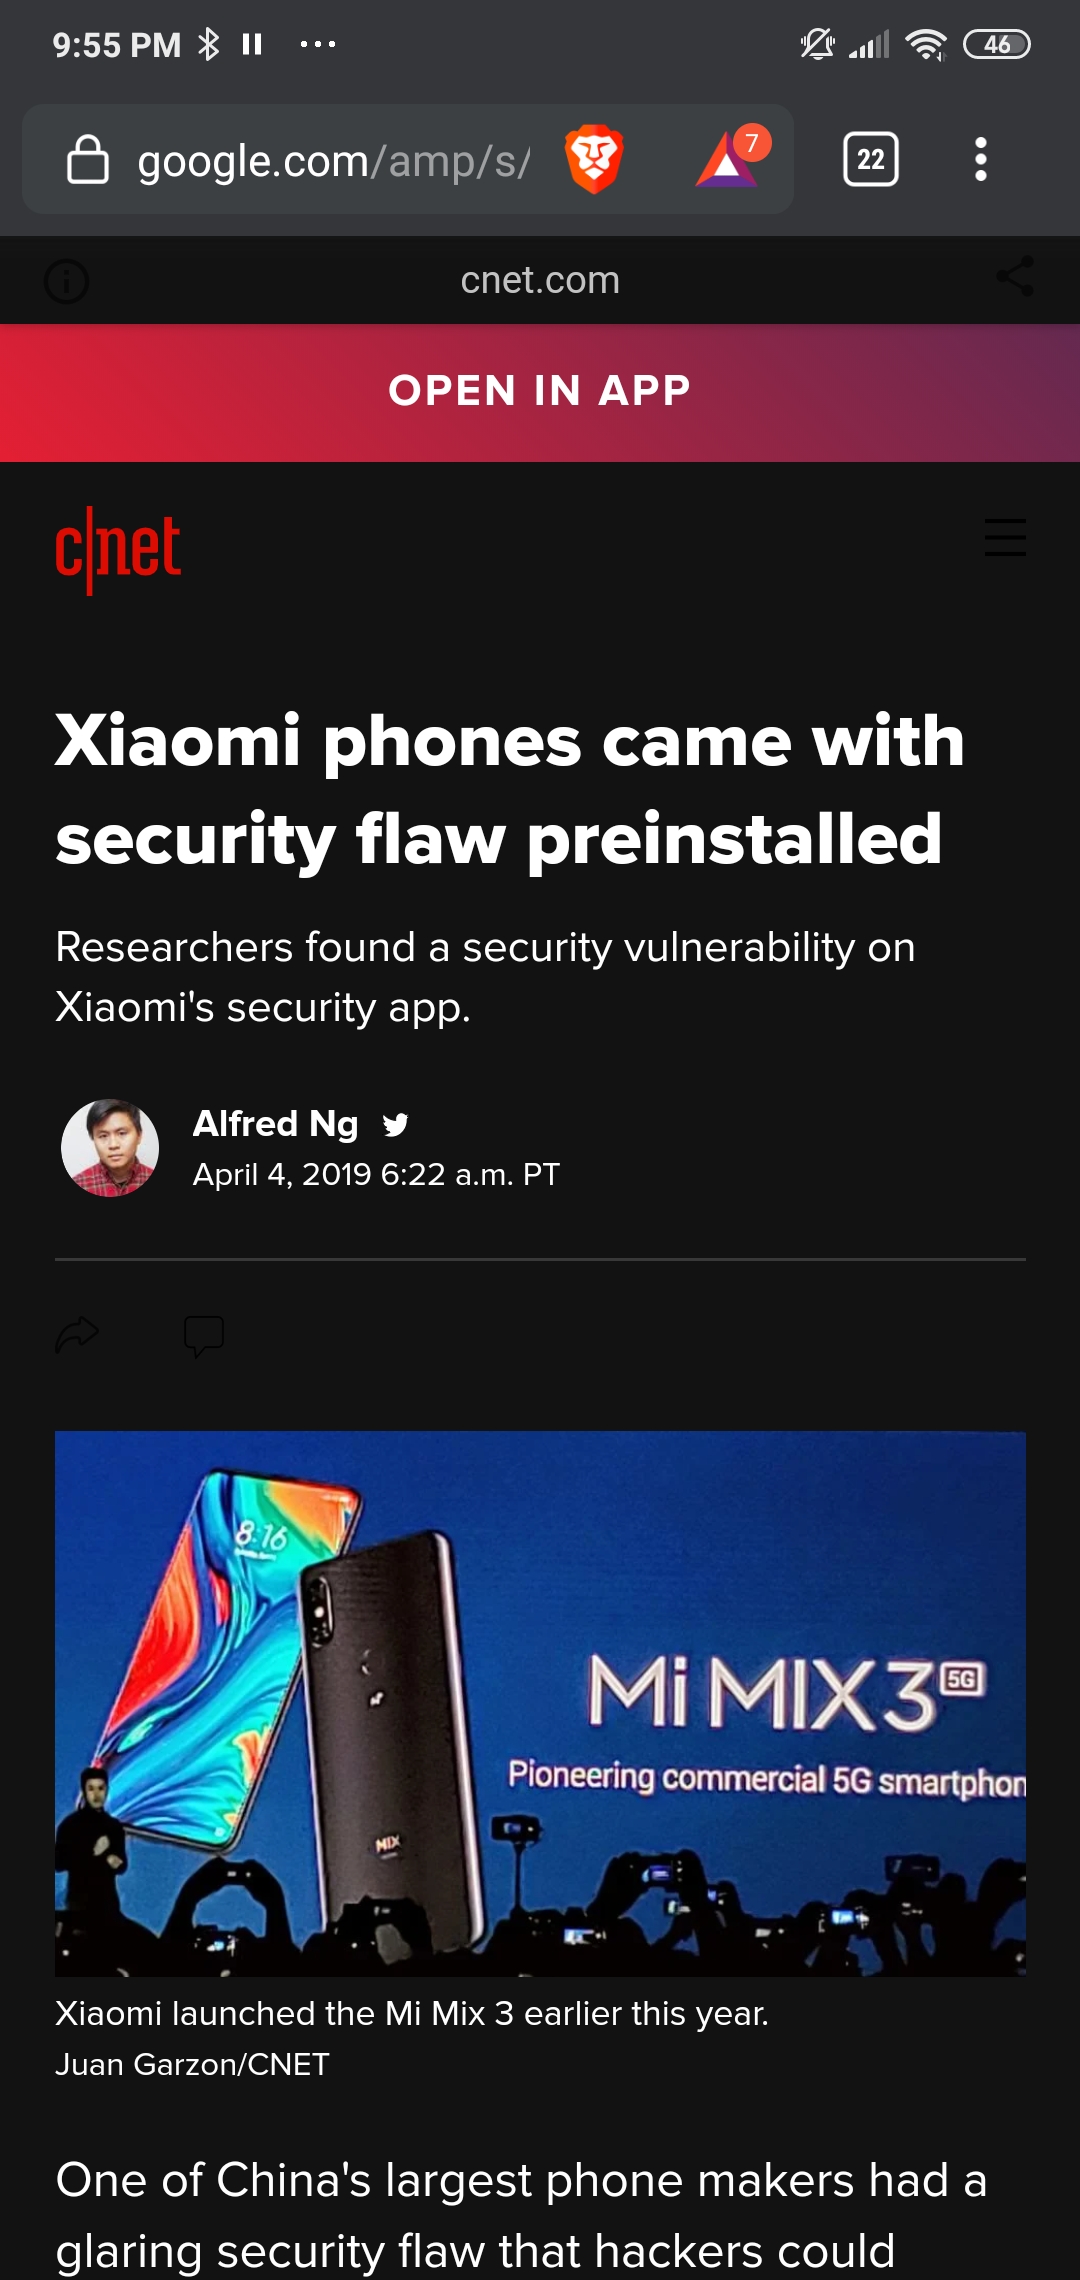 9:55 PM
46
google.com/amp/s/
7
22
cnet.com
OPEN IN APP
c|net
Xiaomi phones came with
security flaw preinstalled
Researchers found a security vulnerability on
Xiaomi's security app.
Alfred Ng
April 4, 2019 6:22 a.m. PT
8:16
Mi MIX 3 5G
Pioneering commercial 5G smartphon
MIX
Xiaomi launched the Mi Mix 3 earlier this year.
Juan Garzon/CNET
One of China's largest phone makers had a
glaring security flaw that hackers could